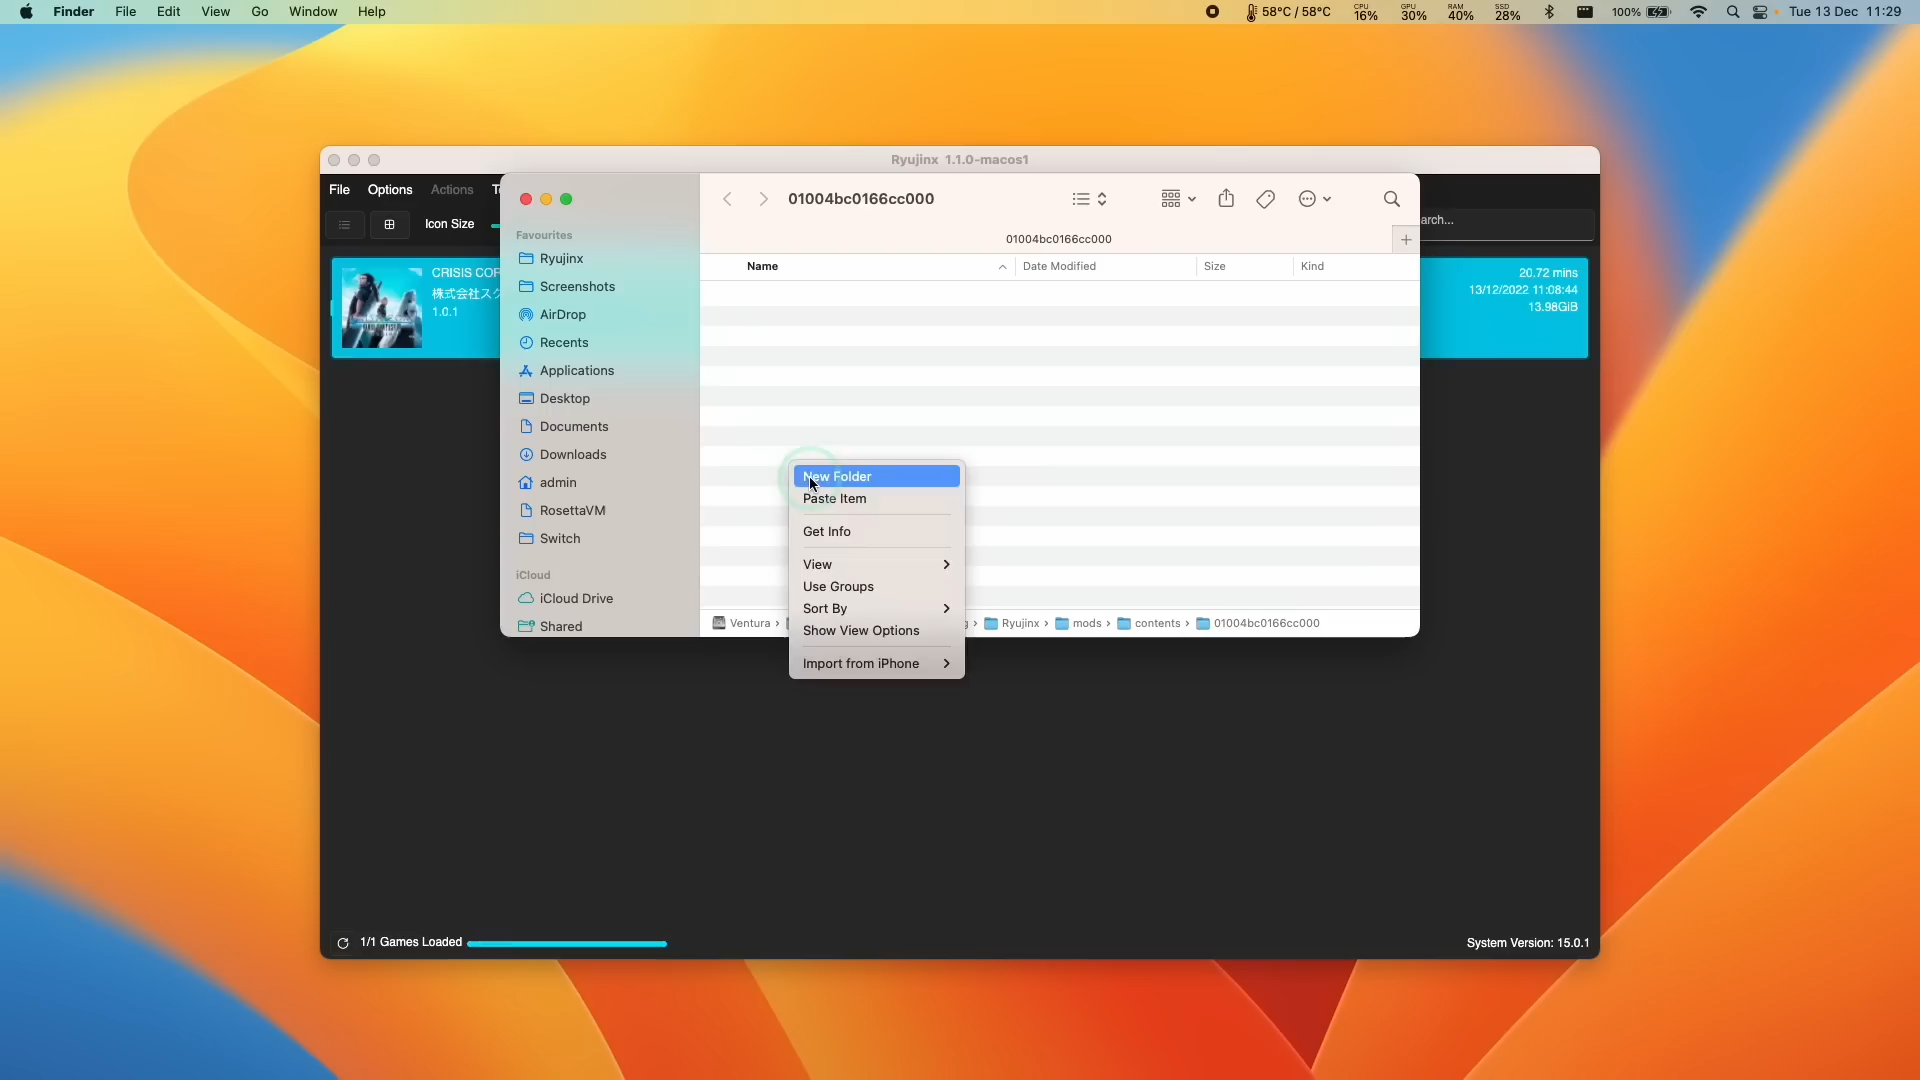 Finder File Edit View Go Window Help
58°C / 58°C CPU 16% GPU 30% RAM 40% SSD 28% 100% Tue 13 Dec 11:29
Ryujinx 1.1.0-macos1
File Options Actions
Icon Size
arch...
CRISIS COR
株式会社スク
1.0.1
20.72 mins
13/12/2022 11:08:44
13.98GiB
01004bc0166cc000
01004bc0166cc000
Name Date Modified Size Kind
Favourites
Ryujinx
Screenshots
AirDrop
Recents
Applications
Desktop
Documents
Downloads
admin
RosettaVM
Switch
iCloud
iCloud Drive
Shared
New Folder
Paste Item
Get Info
View
Use Groups
Sort By
Show View Options
Import from iPhone
Ventura › Ryujinx › mods › contents › 01004bc0166cc000
1/1 Games Loaded
System Version: 15.0.1